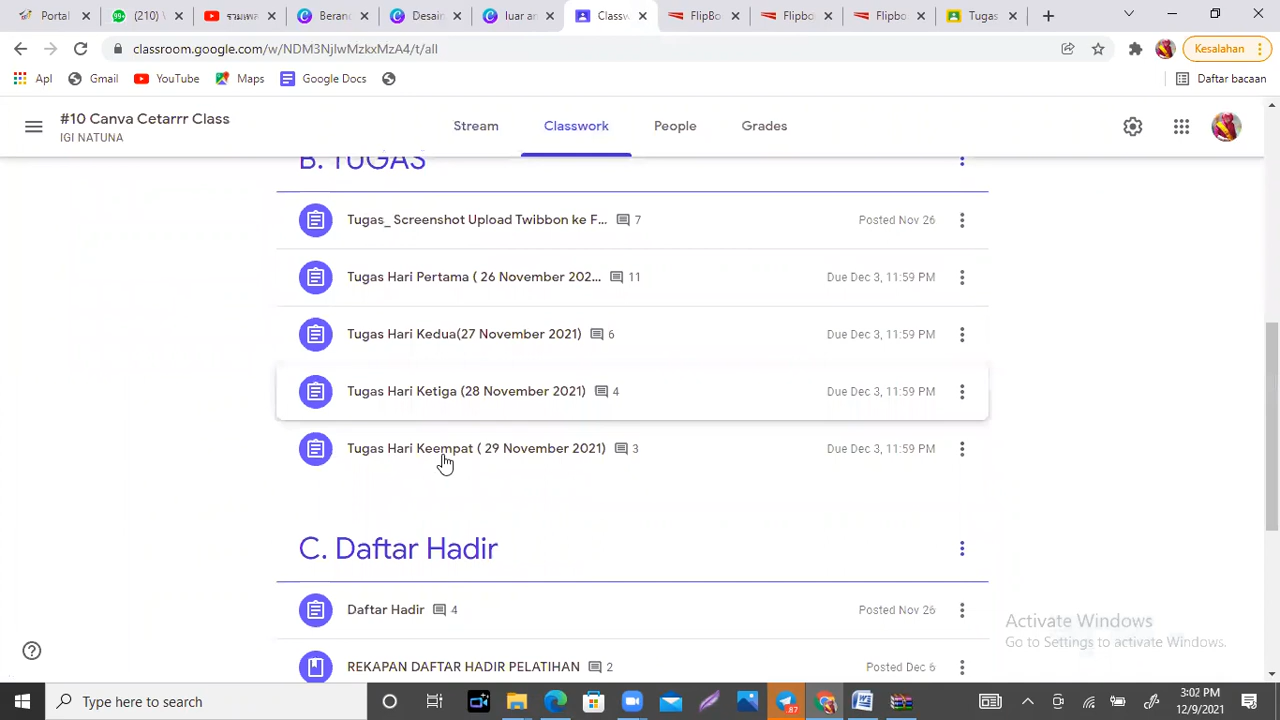 Portal
(210) \
Beran
Desain
luar ar
Classw
FlipBo
Flipbo
Flipbo
Tugas
classroom.google.com/w/NDM3NjIwMzkxMzA4/t/all
Kesalahan
Apl
Gmail
YouTube
Maps
Google Docs
Daftar bacaan
#10 Canva Cetarrr Class
IGI NATUNA
Stream
Classwork
People
Grades
B. TUGAS
Tugas_ Screenshot Upload Twibbon ke F... 7 Posted Nov 26
Tugas Hari Pertama ( 26 November 202... 11 Due Dec 3, 11:59 PM
Tugas Hari Kedua(27 November 2021) 6 Due Dec 3, 11:59 PM
Tugas Hari Ketiga (28 November 2021) 4 Due Dec 3, 11:59 PM
Tugas Hari Keempat ( 29 November 2021) 3 Due Dec 3, 11:59 PM
C. Daftar Hadir
Daftar Hadir 4 Posted Nov 26
REKAPAN DAFTAR HADIR PELATIHAN 2 Posted Dec 6
Activate Windows
Go to Settings to activate Windows.
Type here to search
87
3:02 PM
12/9/2021